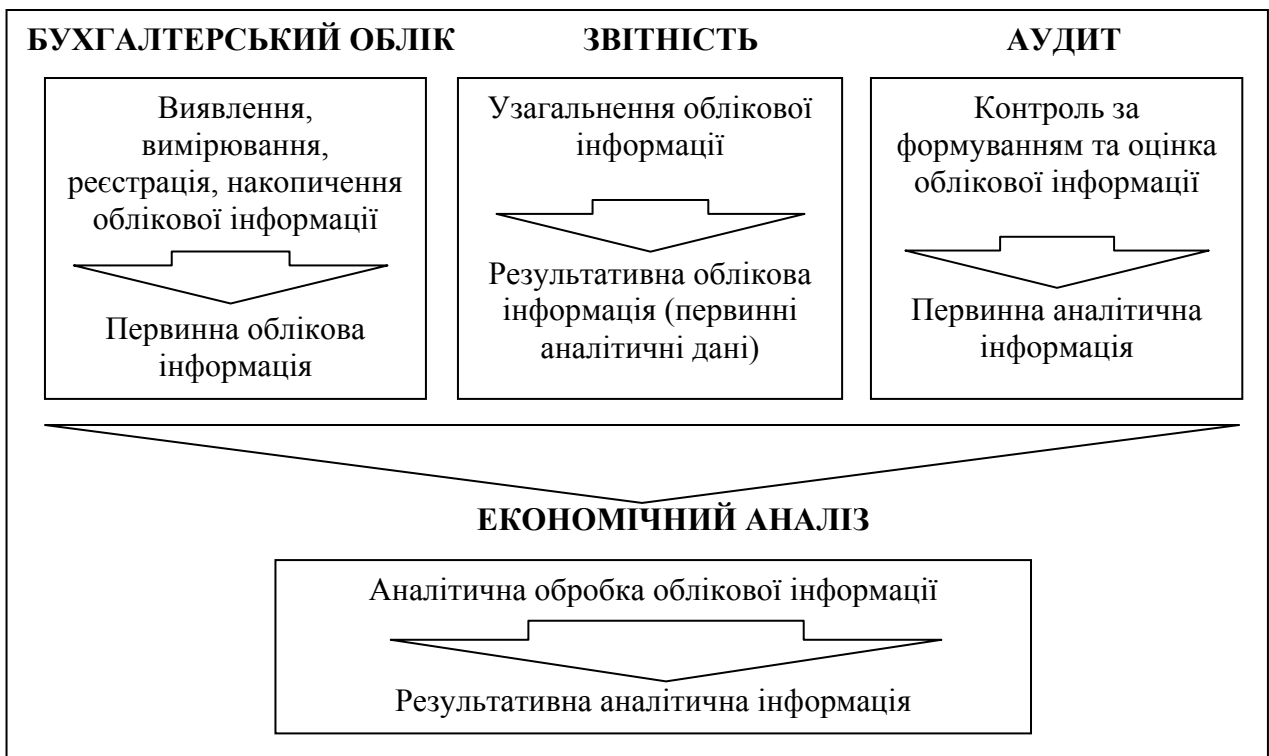 БУХГАЛТЕРСЬКИЙ ОБЛІК
Виявлення,
вимірювання,
реєстрація, накопичення
облікової інформації
Первинна облікова
інформація
ЗВІТНІСТЬ
Узагальнення облікової
інформації
Результативна облікова
інформація (первинні
аналітичні дані)
АУДИТ
Контроль за
формуванням та оцінка
облікової інформації
Первинна аналітична
інформація
ЕКОНОМІЧНИЙ АНАЛІЗ
Аналітична обробка облікової інформації
Результативна аналітична інформація